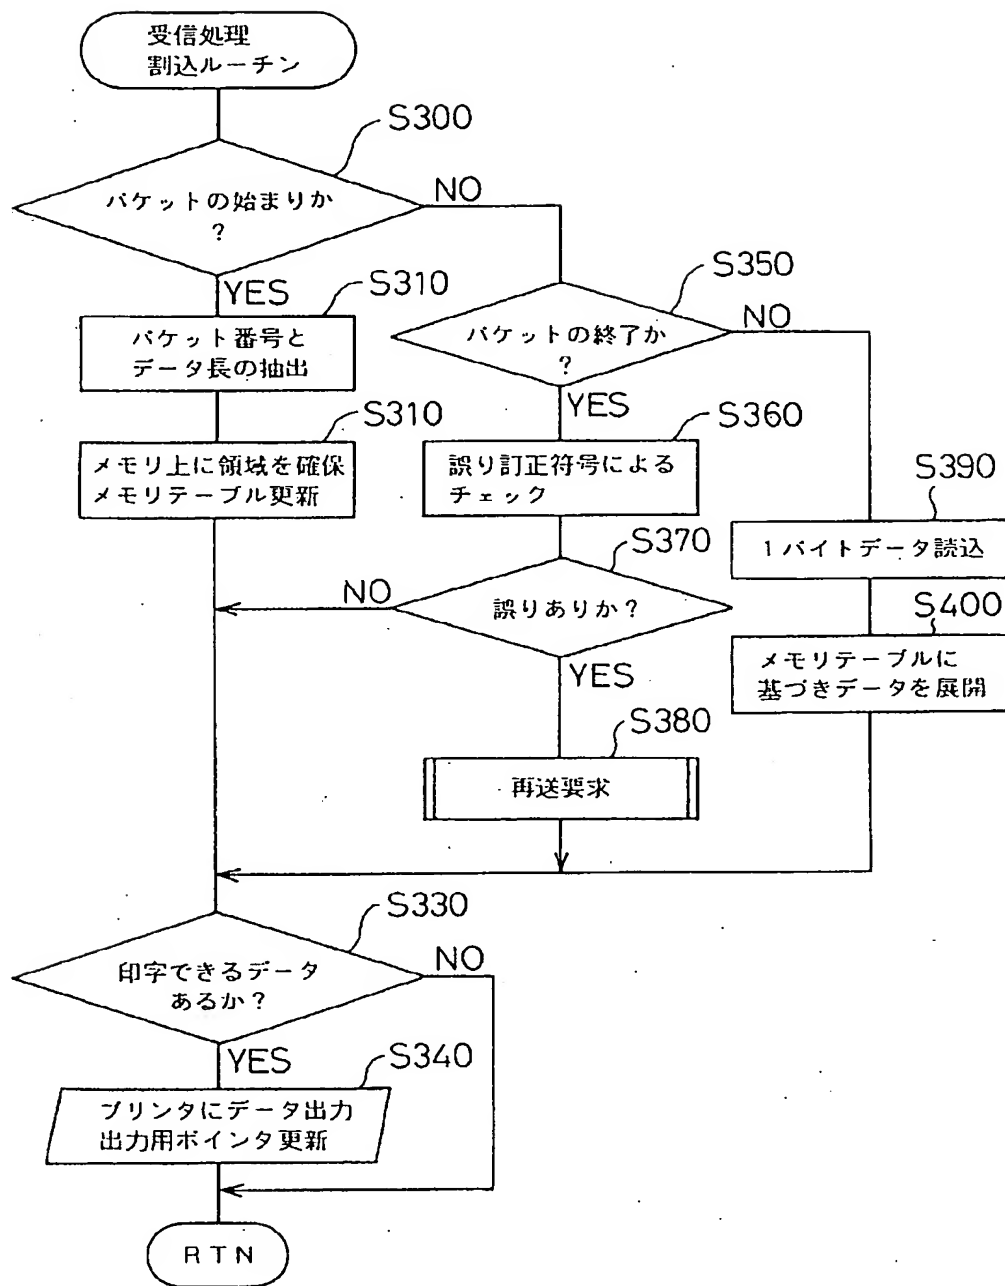 受信処理
割込ルーチン
S300
パケットの始まりか
?
NO
YES
S310
パケット番号と
データ長の抽出
S310
メモリ上に領域を確保
メモリテーブル更新
S350
パケットの終了か
?
NO
YES
S360
誤り訂正符号による
チェック
S370
誤りありか?
NO
YES
S380
再送要求
S390
1バイトデータ読込
S400
メモリテーブルに
基づきデータを展開
S330
印字できるデータ
あるか?
NO
YES
S340
プリンタにデータ出力
出力用ポインタ更新
RTN